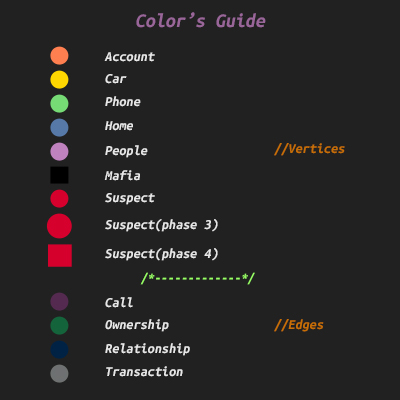 Color's Guide
Account
Car
Phone
Home
People //Vertices
Mafia
Suspect
Suspect(phase 3)
Suspect(phase 4)
/*-------------*/
Call
Ownership //Edges
Relationship
Transaction